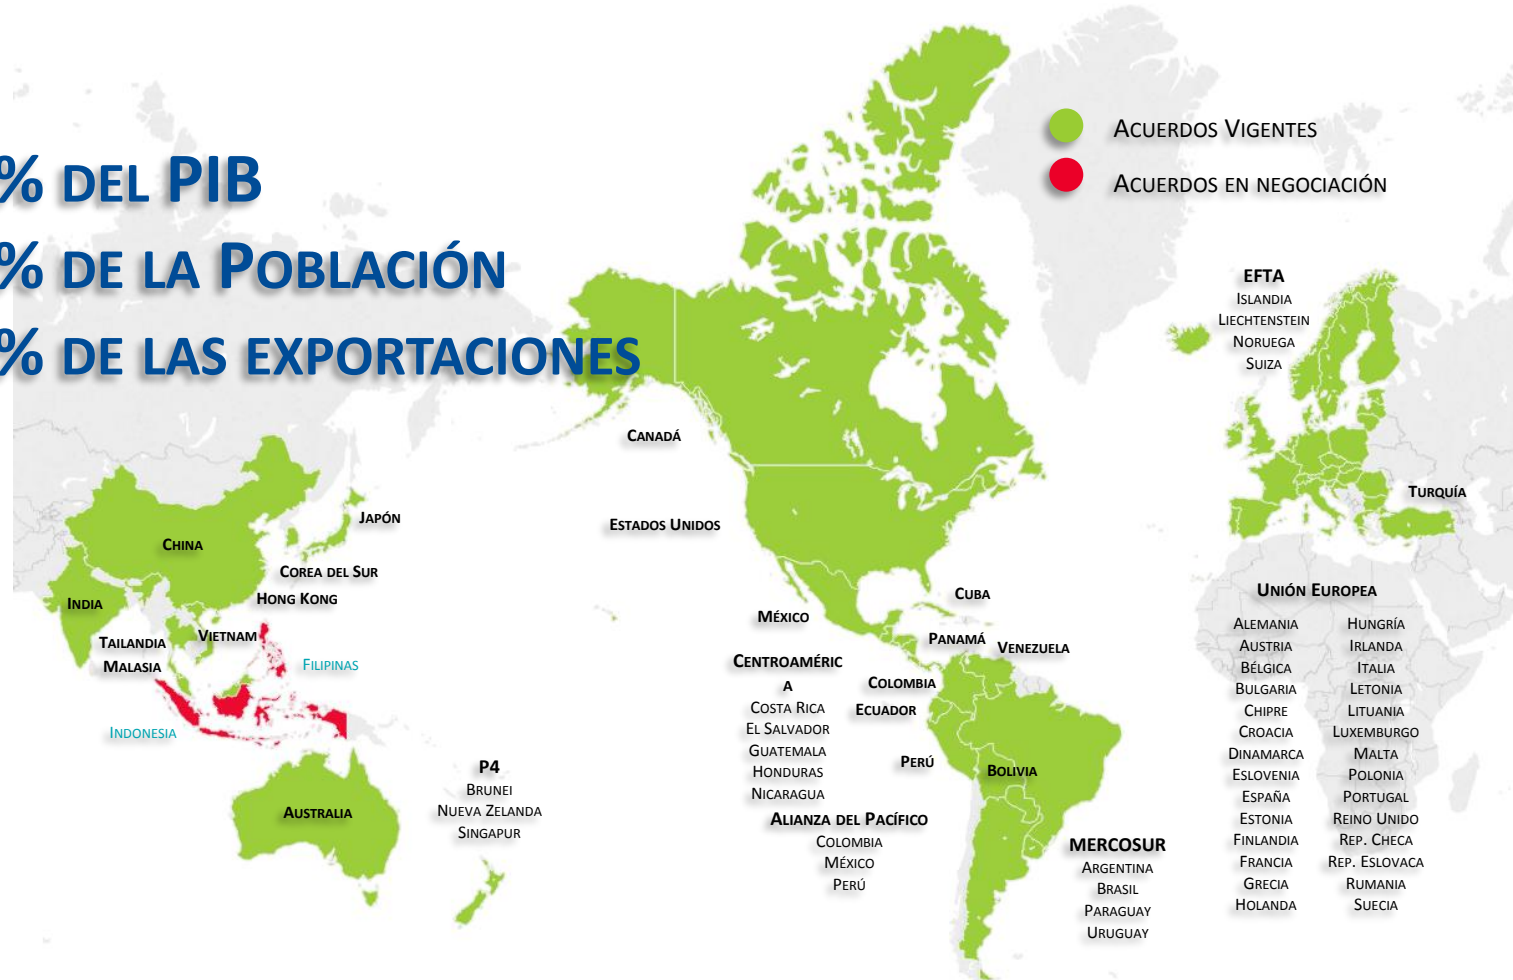 % DEL PIB
% DE LA POBLACIÓN
% DE LAS EXPORTACIONES
ACUERDOS VIGENTES
ACUERDOS EN NEGOCIACIÓN
EFTA
ISLANDIA
LIECHTENSTEIN
NORUEGA
SUIZA
CANADÁ
ESTADOS UNIDOS
TURQUÍA
JAPÓN
CHINA
COREA DEL SUR
HONG KONG
INDIA
TAILANDIA
VIETNAM
MALASIA
FILIPINAS
INDONESIA
AUSTRALIA
P4
BRUNEI
NUEVA ZELANDA
SINGAPUR
MÉXICO
CUBA
PANAMÁ
VENEZUELA
CENTROAMÉRIC
A
COSTA RICA
EL SALVADOR
GUATEMALA
HONDURAS
NICARAGUA
COLOMBIA
ECUADOR
PERÚ
BOLIVIA
ALIANZA DEL PACÍFICO
COLOMBIA
MÉXICO
PERÚ
MERCOSUR
ARGENTINA
BRASIL
PARAGUAY
URUGUAY
UNIÓN EUROPEA
ALEMANIA
AUSTRIA
BÉLGICA
BULGARIA
CHIPRE
CROACIA
DINAMARCA
ESLOVENIA
ESPAÑA
ESTONIA
FINLANDIA
FRANCIA
GRECIA
HOLANDA
HUNGRÍA
IRLANDA
ITALIA
LETONIA
LITUANIA
LUXEMBURGO
MALTA
POLONIA
PORTUGAL
REINO UNIDO
REP. CHECA
REP. ESLOVACA
RUMANIA
SUECIA